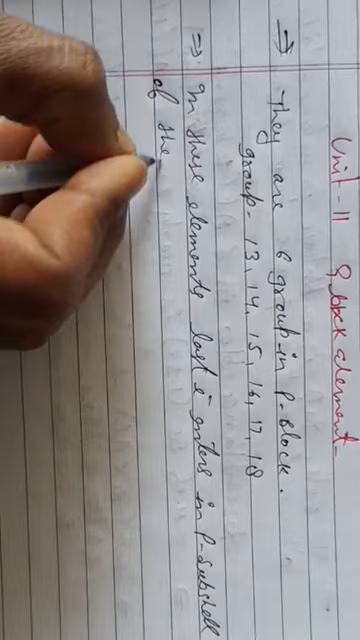 Unit-11 P block element-
→ They are 6 group in P-Block.
group- 13, 14, 15, 16, 17, 18
⇒ In these elements last e⁻ enters in P-Subshell
of the